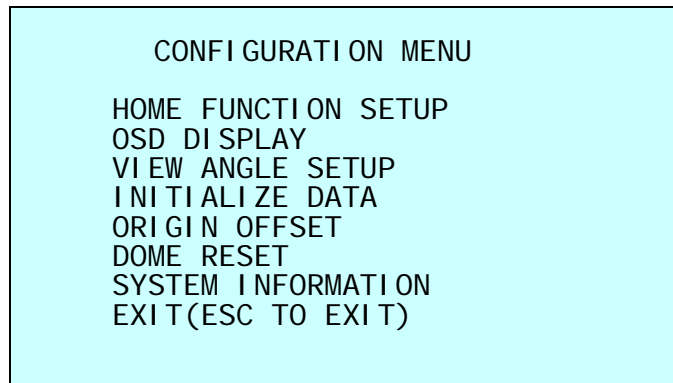 CONFIGURATION MENU
HOME FUNCTION SETUP
OSD DISPLAY
VIEW ANGLE SETUP
INITIALIZE DATA
ORIGIN OFFSET
DOME RESET
SYSTEM INFORMATION
EXIT(ESC TO EXIT)